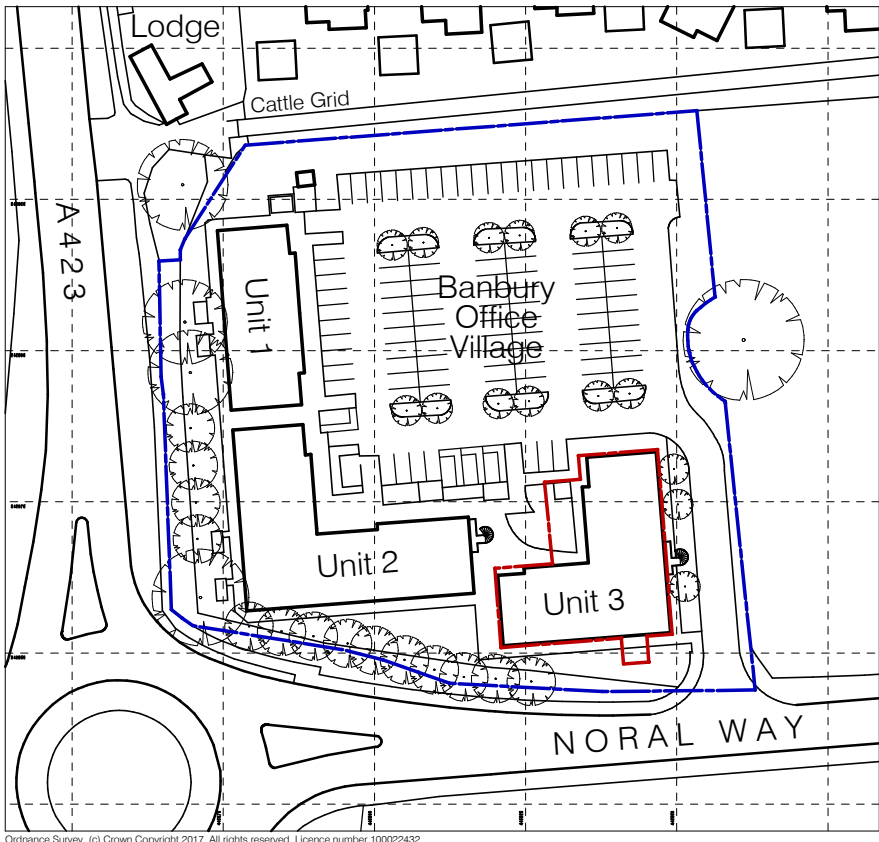 Lodge
Cattle Grid
A423
Unit 1
Banbury
Office
Village
Unit 2
Unit 3
NORAL WAY
Ordnance Survey, (c) Crown Copyright 2017. All rights reserved. Licence number 100022432